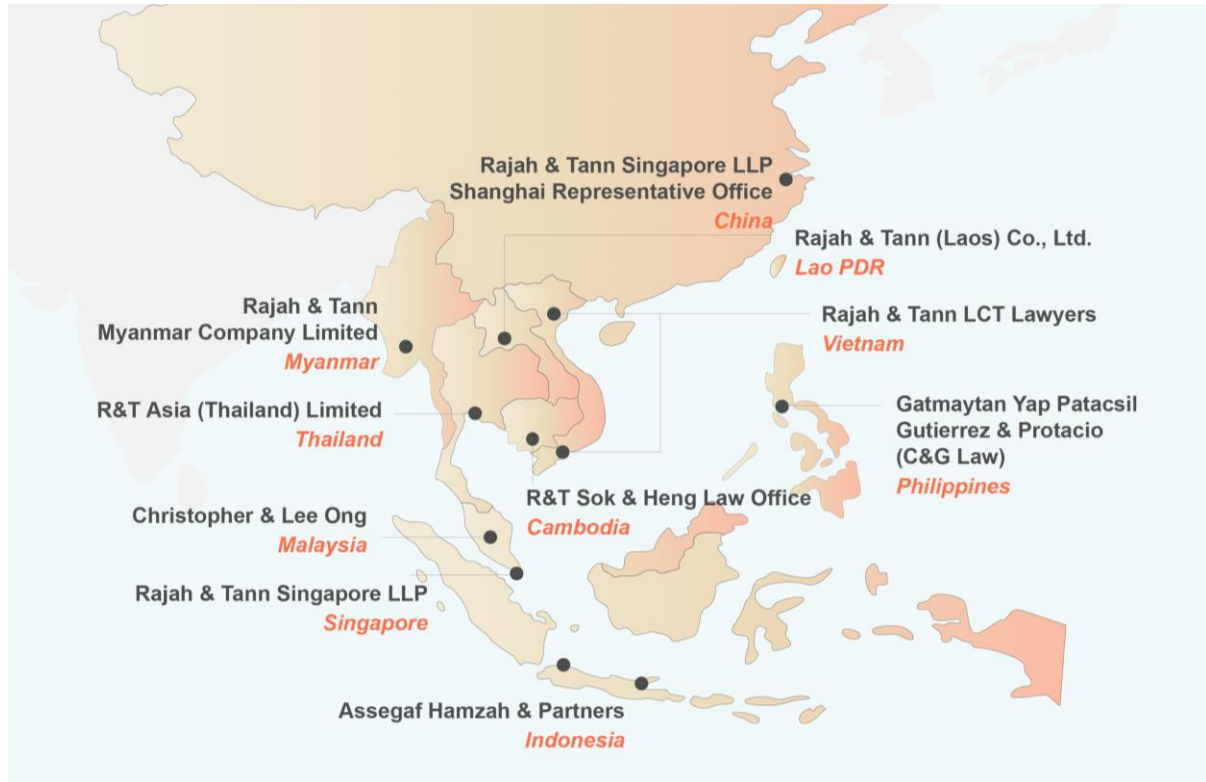 Rajah & Tann Singapore LLP
Shanghai Representative Office
China
Rajah & Tann (Laos) Co., Ltd.
Lao PDR
Rajah & Tann
Myanmar Company Limited
Myanmar
Rajah & Tann LCT Lawyers
Vietnam
R&T Asia (Thailand) Limited
Thailand
Gatmaytan Yap Patacsil
Gutierrez & Protacio
(C&G Law)
Philippines
R&T Sok & Heng Law Office
Cambodia
Christopher & Lee Ong
Malaysia
Rajah & Tann Singapore LLP
Singapore
Assegaf Hamzah & Partners
Indonesia